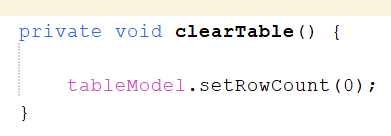 private void clearTable() {
tableModel.setRowCount(0);
}